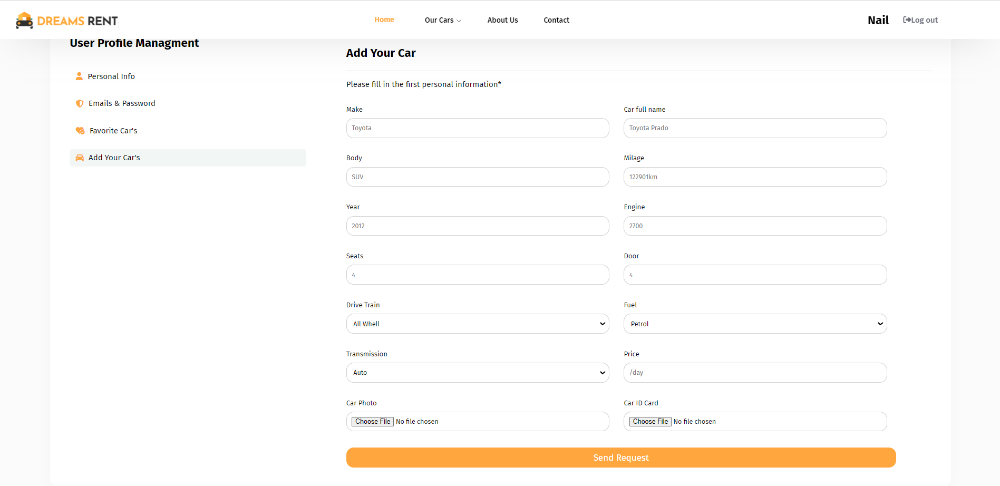 DREAMS RENT
Home
Our Cars
About Us
Contact
Nail
Log out
User Profile Managment
Personal Info
Emails & Password
Favorite Car's
Add Your Car's
Add Your Car
Please fill in the first personal information*
Make
Car full name
Toyota
Toyota Prado
Body
Milage
SUV
122901km
Year
Engine
2012
2700
Seats
Door
4
4
Drive Train
Fuel
All Whell
Petrol
Transmission
Price
Auto
/day
Car Photo
Car ID Card
Choose File No file chosen
Choose File No file chosen
Send Request